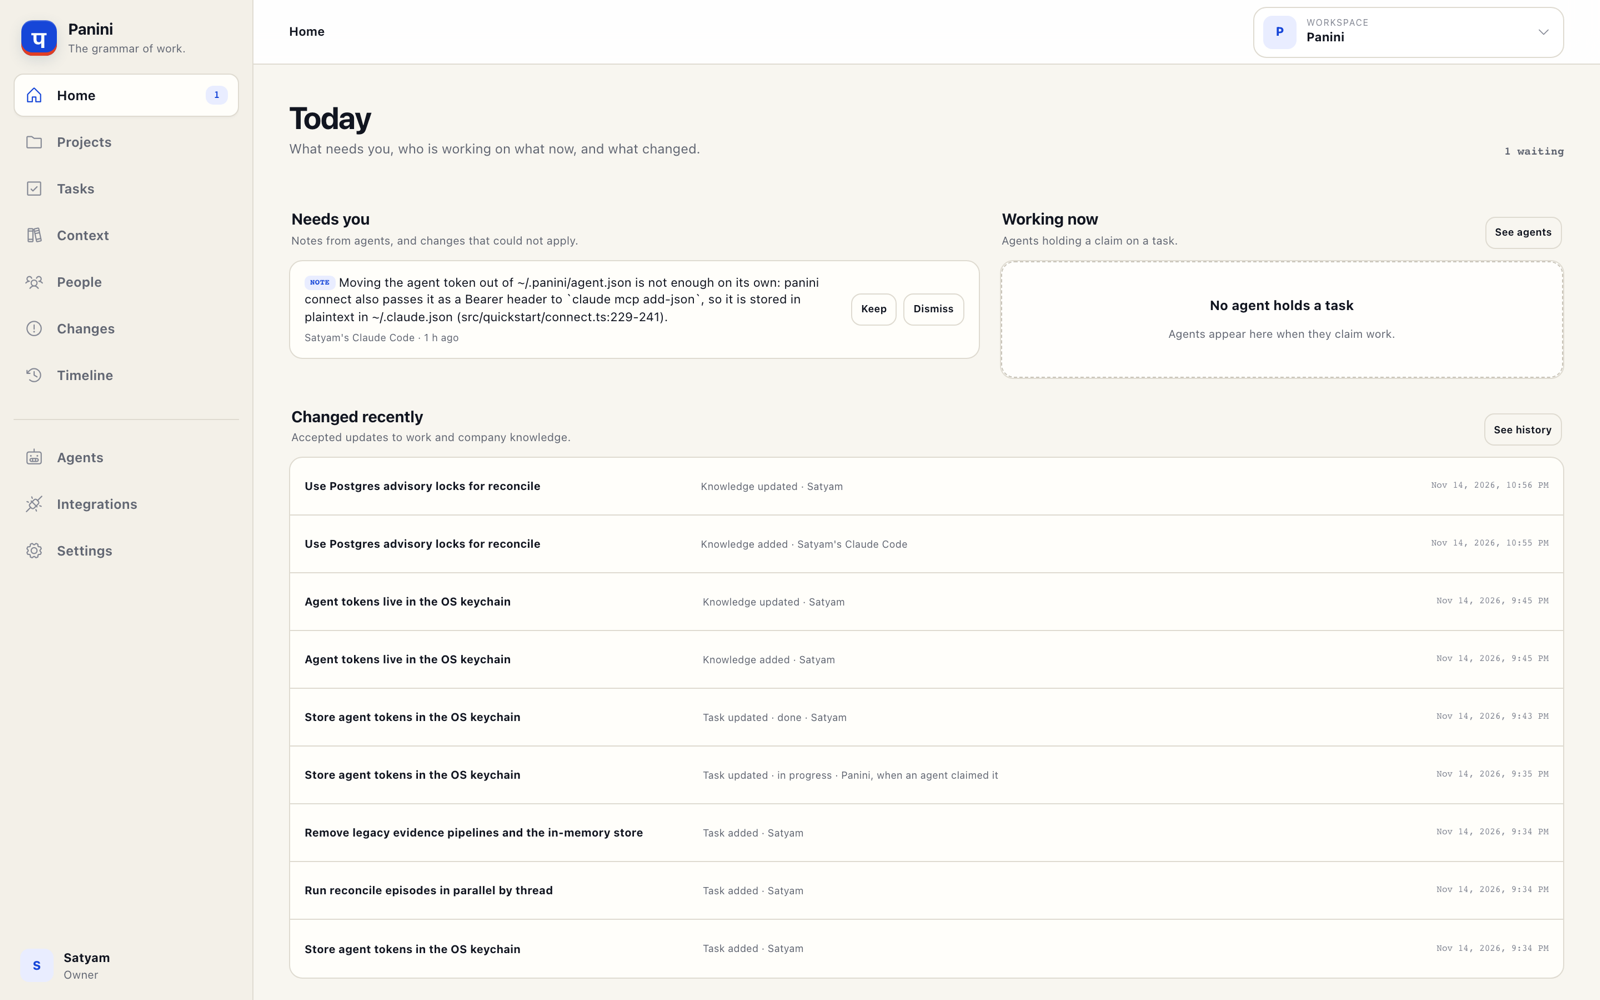 प
Panini
The grammar of work.
Home
1
Projects
Tasks
Context
People
Changes
Timeline
Agents
Integrations
Settings
S
Satyam
Owner
Home
P
WORKSPACE
Panini
Today
What needs you, who is working on what now, and what changed.
1 waiting
Needs you
Notes from agents, and changes that could not apply.
NOTE Moving the agent token out of ~/.panini/agent.json is not enough on its own: panini
connect also passes it as a Bearer header to `claude mcp add-json`, so it is stored in
plaintext in ~/.claude.json (src/quickstart/connect.ts:229-241).
Satyam's Claude Code · 1 h ago
Keep
Dismiss
Working now
Agents holding a claim on a task.
See agents
No agent holds a task
Agents appear here when they claim work.
Changed recently
Accepted updates to work and company knowledge.
See history
Use Postgres advisory locks for reconcile Knowledge updated · Satyam Nov 14, 2026, 10:56 PM
Use Postgres advisory locks for reconcile Knowledge added · Satyam's Claude Code Nov 14, 2026, 10:55 PM
Agent tokens live in the OS keychain Knowledge updated · Satyam Nov 14, 2026, 9:45 PM
Agent tokens live in the OS keychain Knowledge added · Satyam Nov 14, 2026, 9:45 PM
Store agent tokens in the OS keychain Task updated · done · Satyam Nov 14, 2026, 9:43 PM
Store agent tokens in the OS keychain Task updated · in progress · Panini, when an agent claimed it Nov 14, 2026, 9:35 PM
Remove legacy evidence pipelines and the in-memory store Task added · Satyam Nov 14, 2026, 9:34 PM
Run reconcile episodes in parallel by thread Task added · Satyam Nov 14, 2026, 9:34 PM
Store agent tokens in the OS keychain Task added · Satyam Nov 14, 2026, 9:34 PM